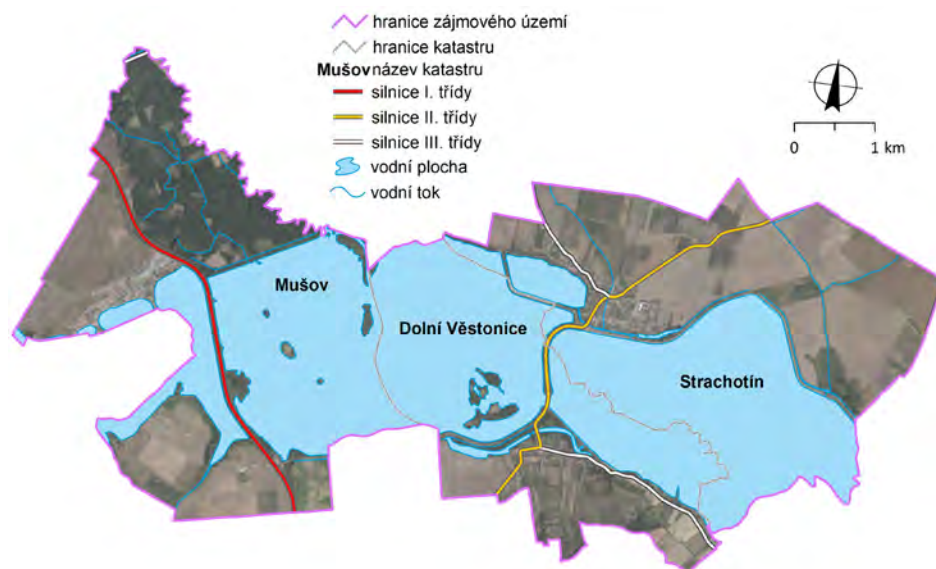 hranice zájmového území
hranice katastru
Mušov název katastru
silnice I. třídy
silnice II. třídy
silnice III. třídy
vodní plocha
vodní tok
0 1 km
Mušov
Dolní Věstonice
Strachotín